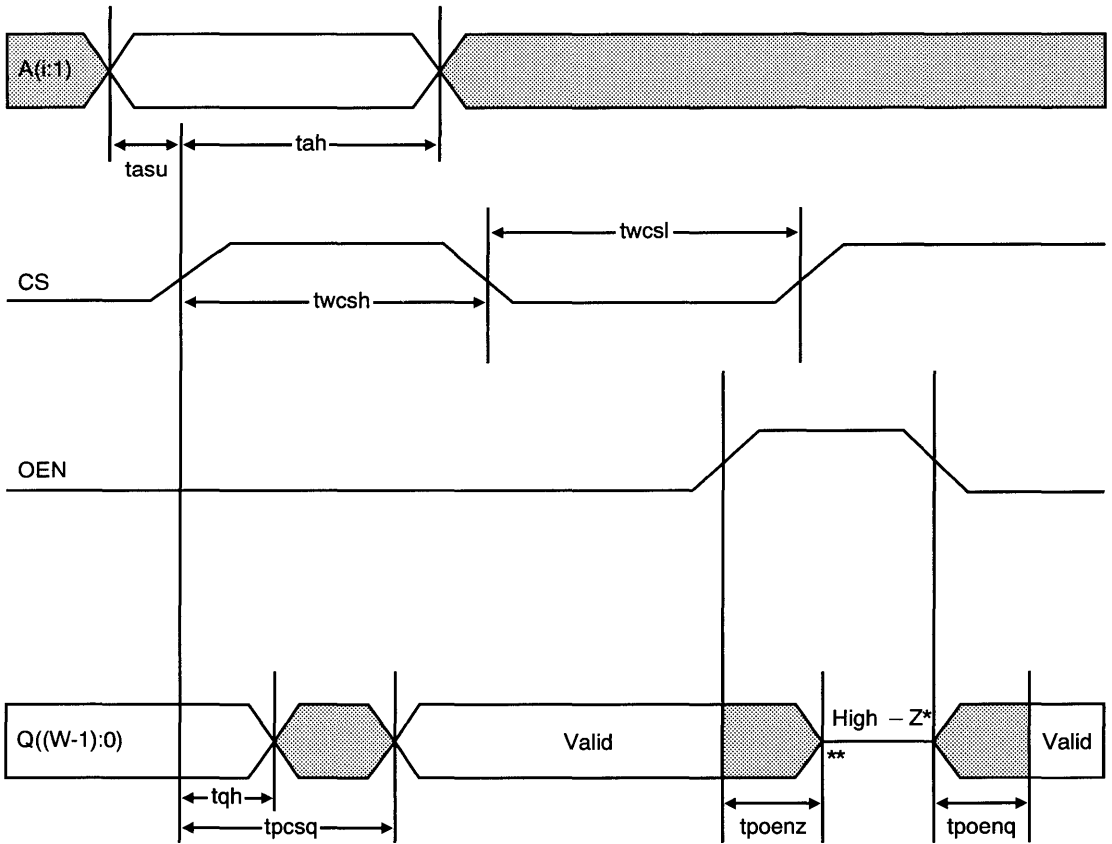 A(i:1)
tah
tasu
twcsl
CS
twcsh
OEN
High – Z*
Q((W-1):0)
Valid
**
Valid
tqh
tpcsq
tpoenz
tpoenq